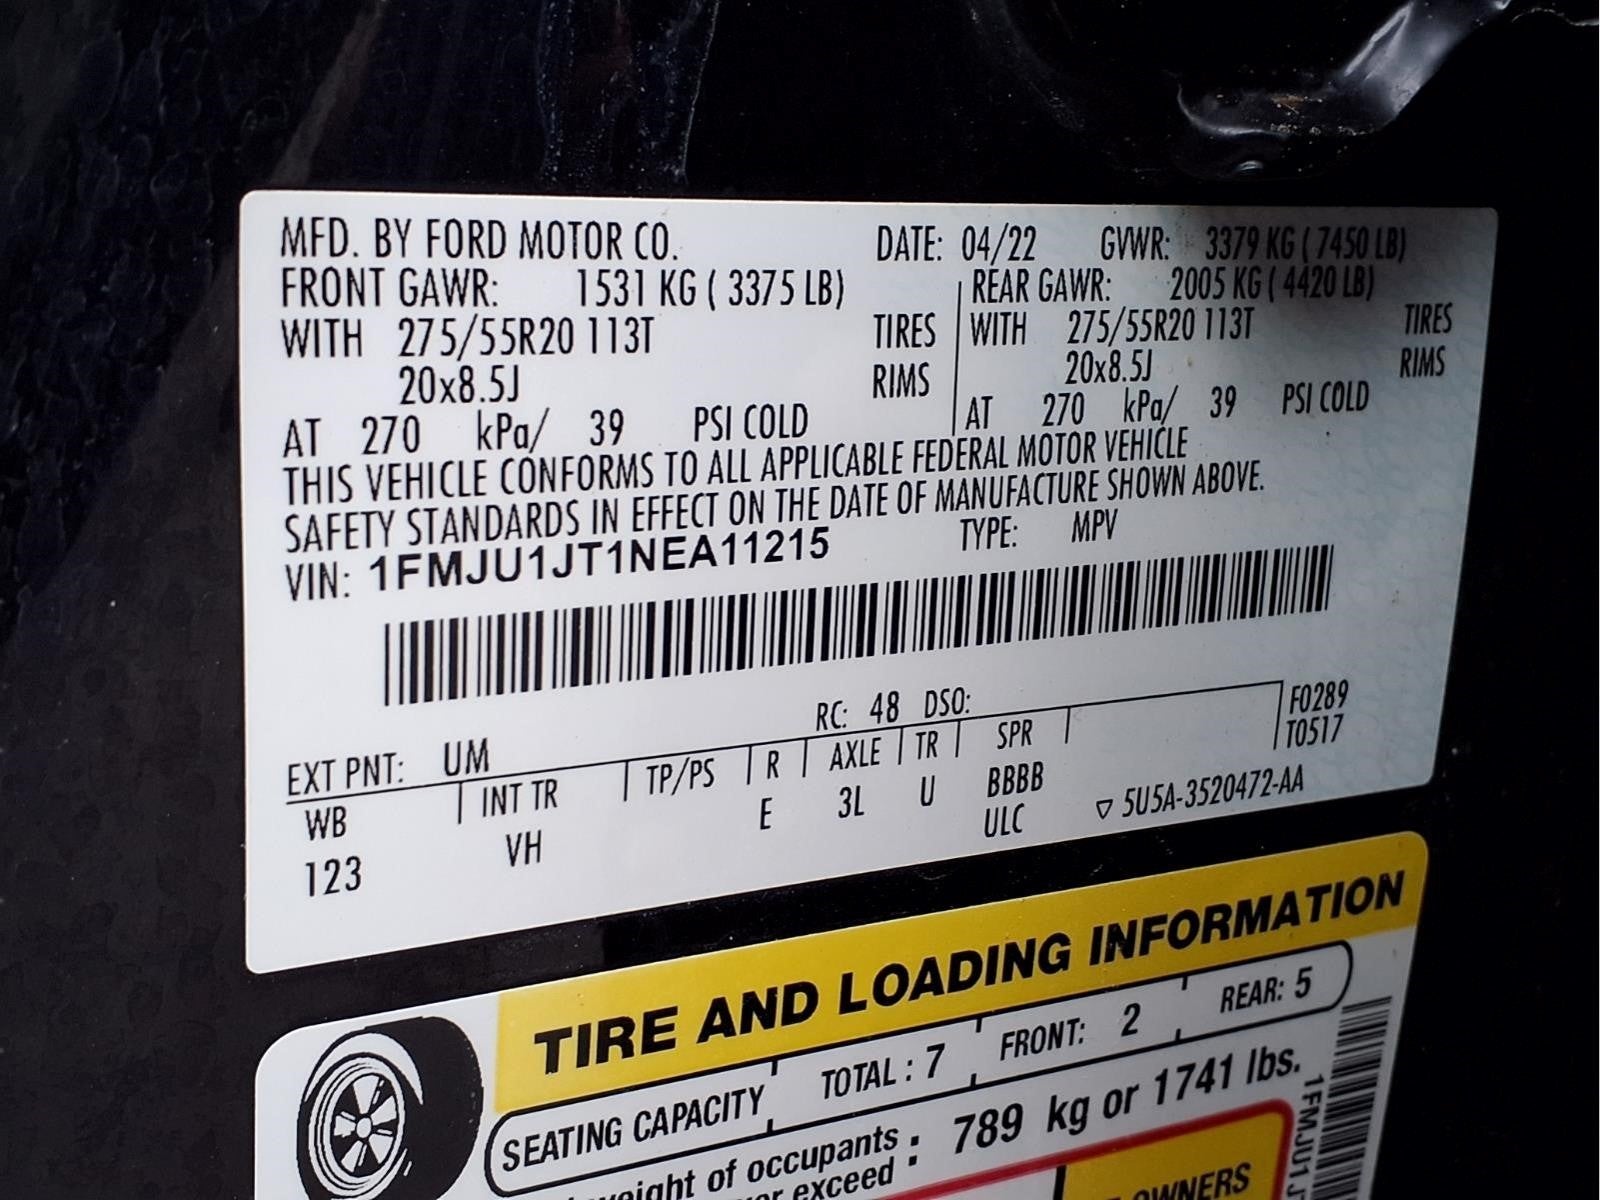 MFD. BY FORD MOTOR CO. DATE: 04/22 GVWR: 3379 KG ( 7450 LB)
FRONT GAWR: 1531 KG ( 3375 LB) REAR GAWR: 2005 KG ( 4420 LB)
WITH 275/55R20 113T TIRES WITH 275/55R20 113T TIRES
20x8.5J RIMS 20x8.5J RIMS
AT 270 kPa/ 39 PSI COLD AT 270 kPa/ 39 PSI COLD
THIS VEHICLE CONFORMS TO ALL APPLICABLE FEDERAL MOTOR VEHICLE
SAFETY STANDARDS IN EFFECT ON THE DATE OF MANUFACTURE SHOWN ABOVE.
VIN: 1FMJU1JT1NEA11215 TYPE: MPV
EXT PNT: UM RC: 48 DSO: F0289
WB INT TR TP/PS R AXLE TR SPR T0517
123 VH E 3L U BBBB
ULC ▽ 5U5A-3520472-AA
TIRE AND LOADING INFORMATION
SEATING CAPACITY TOTAL : 7 FRONT: 2 REAR: 5
weight of occupants : 789 kg or 1741 lbs.
exceed
OWNERS
1FMJU1J